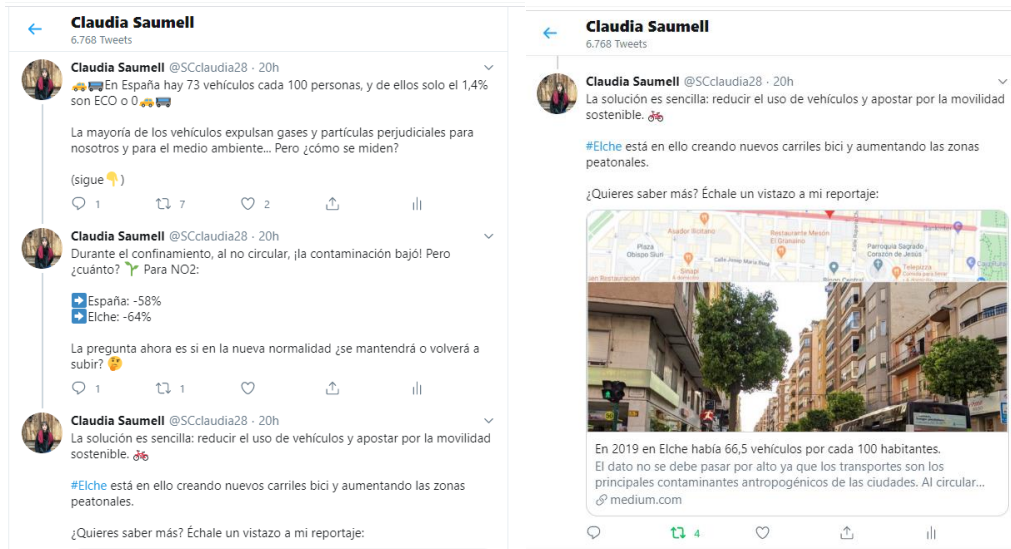 Claudia Saumell
6.768 Tweets
Claudia Saumell @SCclaudia28 · 20h
🚕🚌En España hay 73 vehículos cada 100 personas, y de ellos solo el 1,4%
son ECO o 0🚕🚌
La mayoría de los vehículos expulsan gases y partículas perjudiciales para
nosotros y para el medio ambiente... Pero ¿cómo se miden?
(sigue👇)
1 7 2
Claudia Saumell @SCclaudia28 · 20h
Durante el confinamiento, al no circular, ¡la contaminación bajó! Pero
¿cuánto? 🌱 Para NO2:
➡España: -58%
➡Elche: -64%
La pregunta ahora es si en la nueva normalidad ¿se mantendrá o volverá a
subir? 🤔
1 1
Claudia Saumell @SCclaudia28 · 20h
La solución es sencilla: reducir el uso de vehículos y apostar por la movilidad
sostenible. 🚲
#Elche está en ello creando nuevos carriles bici y aumentando las zonas
peatonales.
¿Quieres saber más? Échale un vistazo a mi reportaje:
Claudia Saumell
6.768 Tweets
Claudia Saumell @SCclaudia28 · 20h
La solución es sencilla: reducir el uso de vehículos y apostar por la movilidad
sostenible. 🚲
#Elche está en ello creando nuevos carriles bici y aumentando las zonas
peatonales.
¿Quieres saber más? Échale un vistazo a mi reportaje:
Bankinter
Asador Ilicitano
Restaurante Mesón
El Granaino
Plaza
Obispo Siuri
Parroquia Sagrado
Corazón de Jesús
Calle Josep Maria Buck
Sinapi
Telepizza
En 2019 en Elche había 66,5 vehículos por cada 100 habitantes.
El dato no se debe pasar por alto ya que los transportes son los
principales contaminantes antropogénicos de las ciudades. Al circular...
medium.com
4